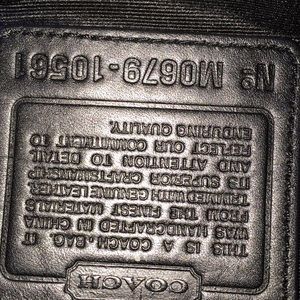 COACH
THIS IS A COACH BAG. IT
WAS HANDCRAFTED IN CHINA
FROM THE FINEST MATERIALS
TRIMMED WITH GENUINE LEATHER.
ITS SUPERIOR CRAFTSMANSHIP
AND ATTENTION TO DETAIL
REFLECT OUR COMMITMENT TO
ENDURING QUALITY.
Nº M0679-10561